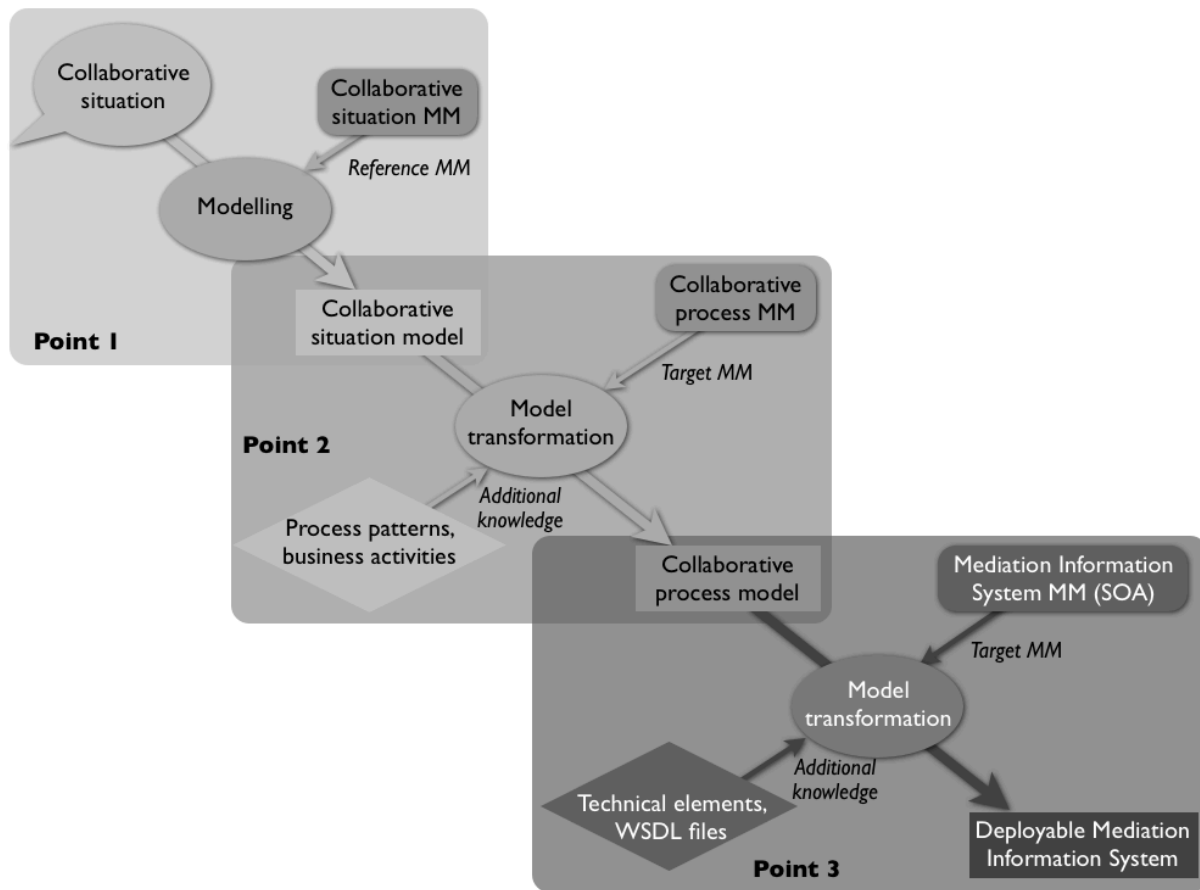 Collaborative
situation
Collaborative
situation MM
Reference MM
Modelling
Collaborative
situation model
Point 1
Collaborative
process MM
Target MM
Model
transformation
Point 2
Additional
knowledge
Process patterns,
business activities
Collaborative
process model
Mediation Information
System MM (SOA)
Target MM
Model
transformation
Additional
knowledge
Technical elements,
WSDL files
Deployable Mediation
Information System
Point 3